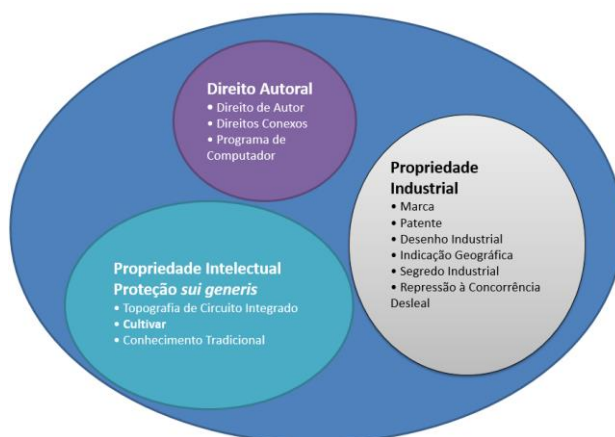 Direito Autoral
• Direito de Autor
• Direitos Conexos
• Programa de
Computador
Propriedade
Industrial
• Marca
• Patente
• Desenho Industrial
• Indicação Geográfica
• Segredo Industrial
• Repressão à Concorrência
Desleal
Propriedade Intelectual
Proteção sui generis
• Topografia de Circuito Integrado
• Cultivar
• Conhecimento Tradicional